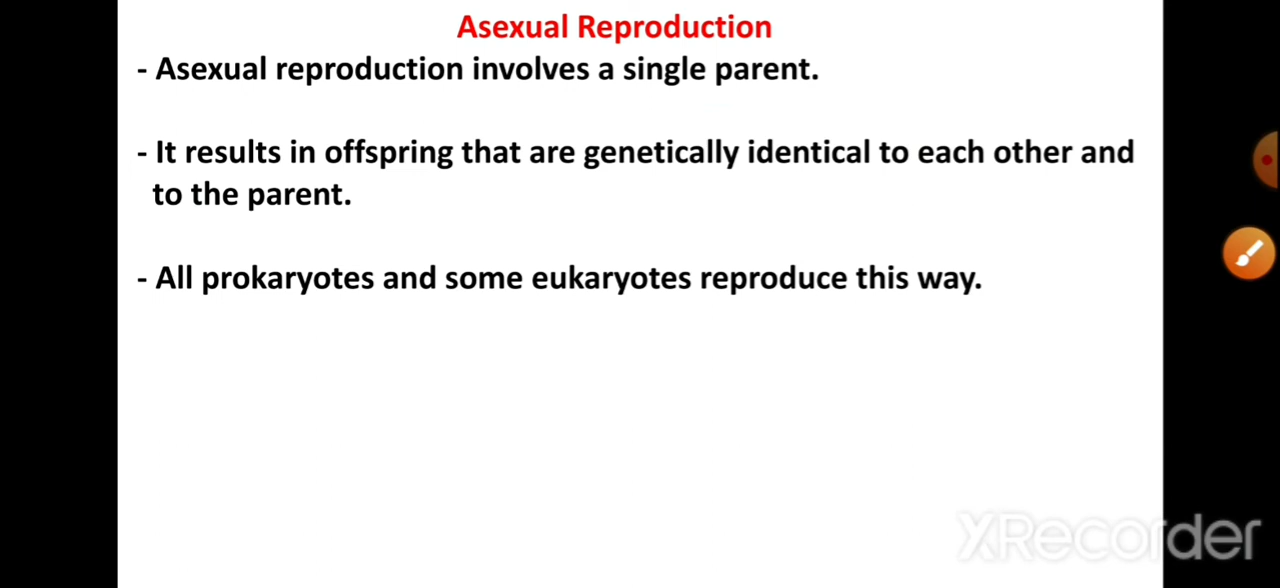 Asexual Reproduction
- Asexual reproduction involves a single parent.
- It results in offspring that are genetically identical to each other and
to the parent.
- All prokaryotes and some eukaryotes reproduce this way.
XRecorder